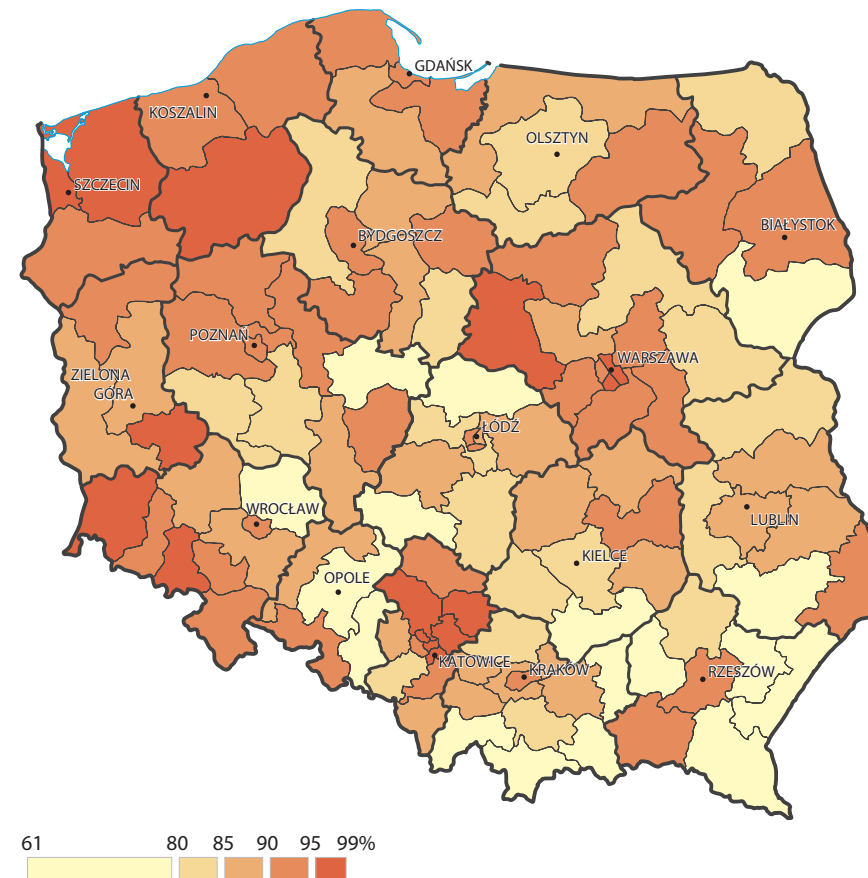 GDAŃSK
KOSZALIN
OLSZTYN
SZCZECIN
BIAŁYSTOK
BYDGOSZCZ
POZNAŃ
WARSZAWA
ZIELONA
GÓRA
ŁÓDŹ
WROCŁAW
LUBLIN
KIELCE
OPOLE
KATOWICE
KRAKÓW
RZESZÓW
61 80 85 90 95 99%